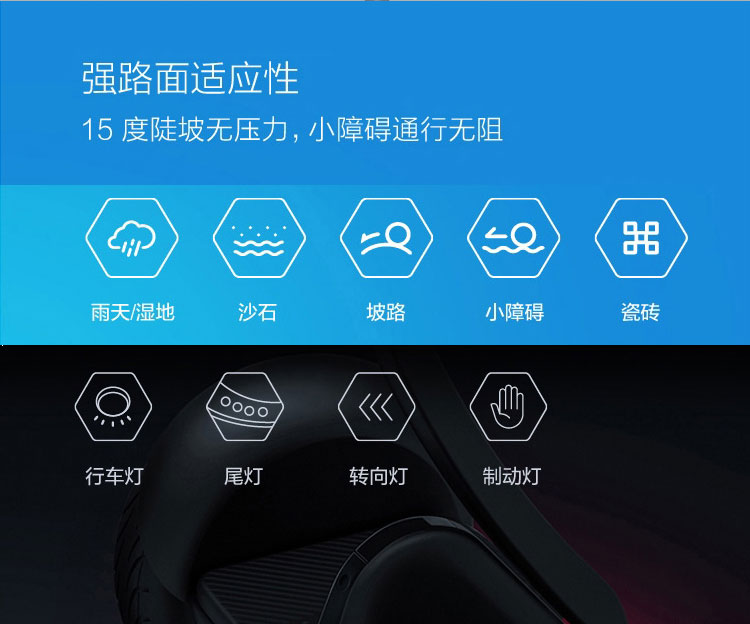 强路面适应性
15 度陡坡无压力，小障碍通行无阻
雨天/湿地 沙石 坡路 小障碍 瓷砖
行车灯 尾灯 转向灯 制动灯